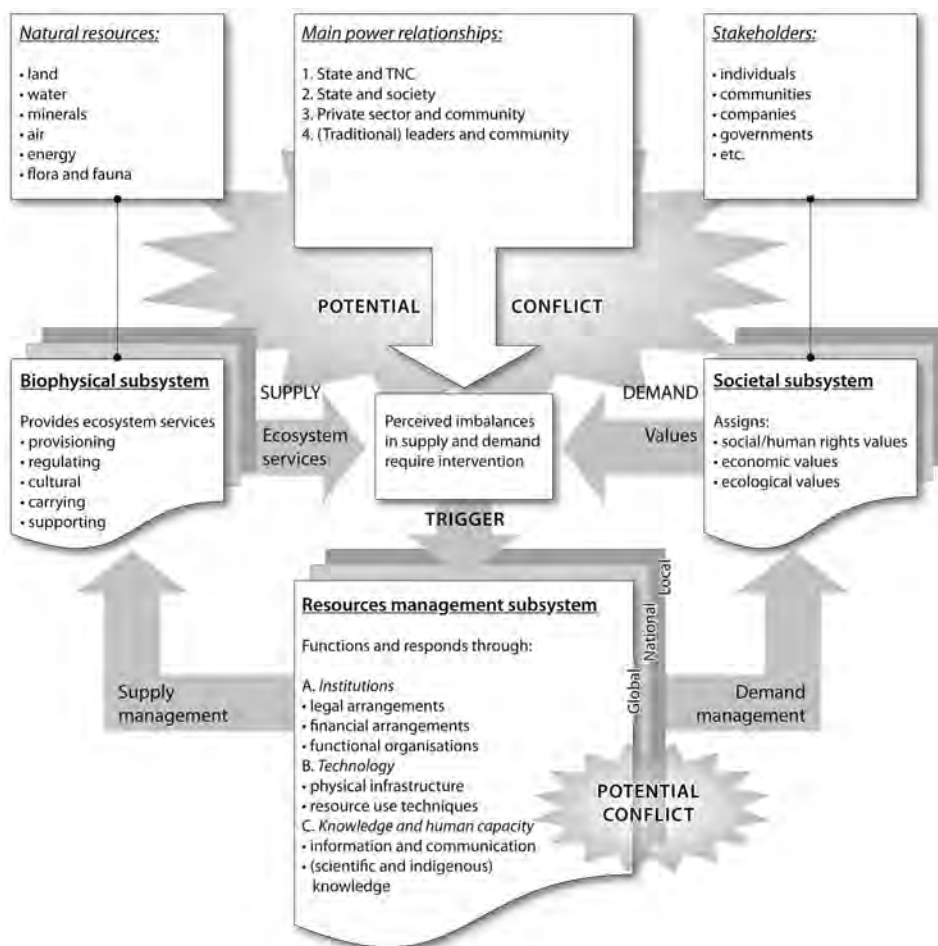 Natural resources:
• land
• water
• minerals
• air
• energy
• flora and fauna
Main power relationships:
1. State and TNC
2. State and society
3. Private sector and community
4. (Traditional) leaders and community
Stakeholders:
• individuals
• communities
• companies
• governments
• etc.
POTENTIAL CONFLICT
Biophysical subsystem
Provides ecosystem services
• provisioning
• regulating
• cultural
• carrying
• supporting
SUPPLY
Ecosystem
services
Perceived imbalances
in supply and demand
require intervention
DEMAND
Values
Societal subsystem
Assigns:
• social/human rights values
• economic values
• ecological values
TRIGGER
Resources management subsystem
Functions and responds through:
A. Institutions
• legal arrangements
• financial arrangements
• functional organisations
B. Technology
• physical infrastructure
• resource use techniques
C. Knowledge and human capacity
• information and communication
• (scientific and indigenous)
knowledge
Global
National
Local
Supply
management
Demand
management
POTENTIAL
CONFLICT